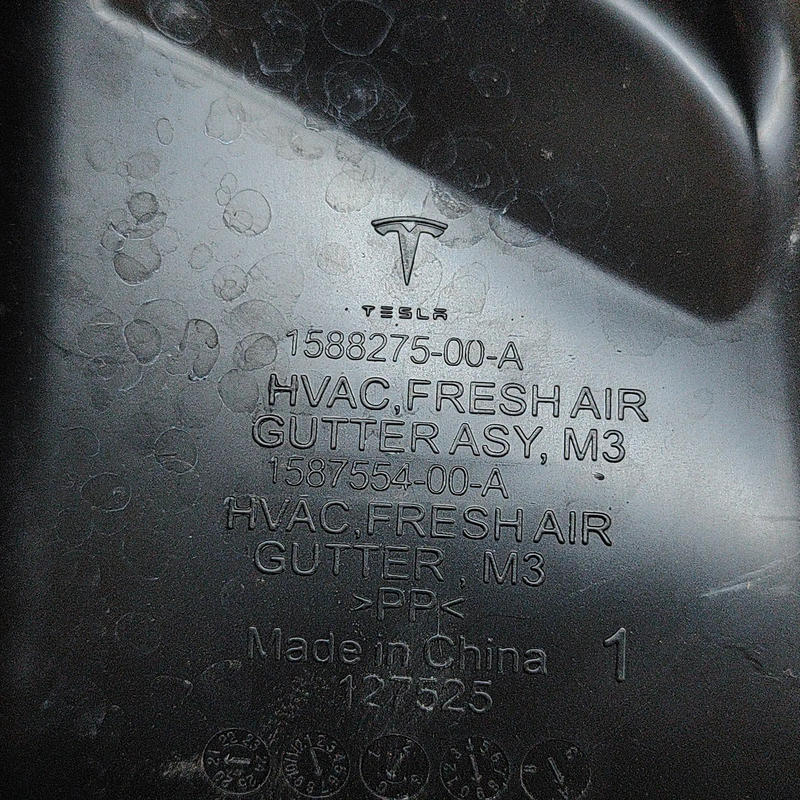 TESLA
1588275-00-A
HVAC,FRESH AIR
GUTTER ASY, M3
1587554-00-A
HVAC,FRESH AIR
GUTTER , M3
>PP<
Made in China 1
127525